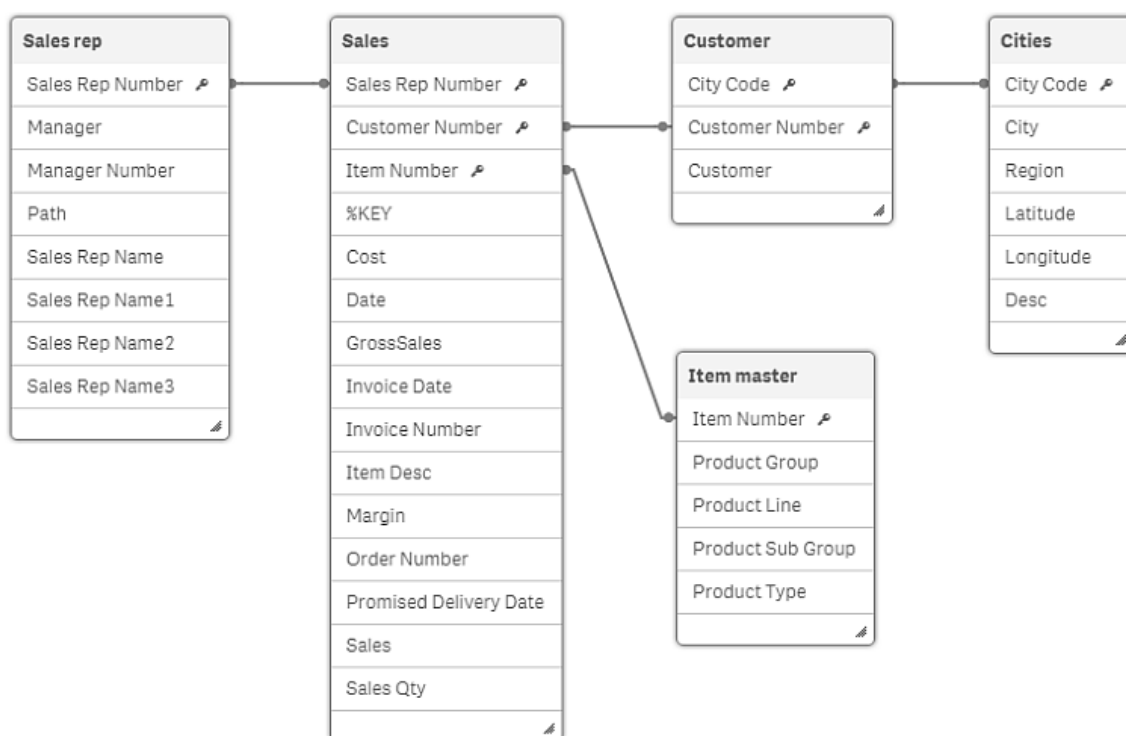 Sales rep
Sales Rep Number
Manager
Manager Number
Path
Sales Rep Name
Sales Rep Name1
Sales Rep Name2
Sales Rep Name3
Sales
Sales Rep Number
Customer Number
Item Number
%KEY
Cost
Date
GrossSales
Invoice Date
Invoice Number
Item Desc
Margin
Order Number
Promised Delivery Date
Sales
Sales Qty
Customer
City Code
Customer Number
Customer
Cities
City Code
City
Region
Latitude
Longitude
Desc
Item master
Item Number
Product Group
Product Line
Product Sub Group
Product Type